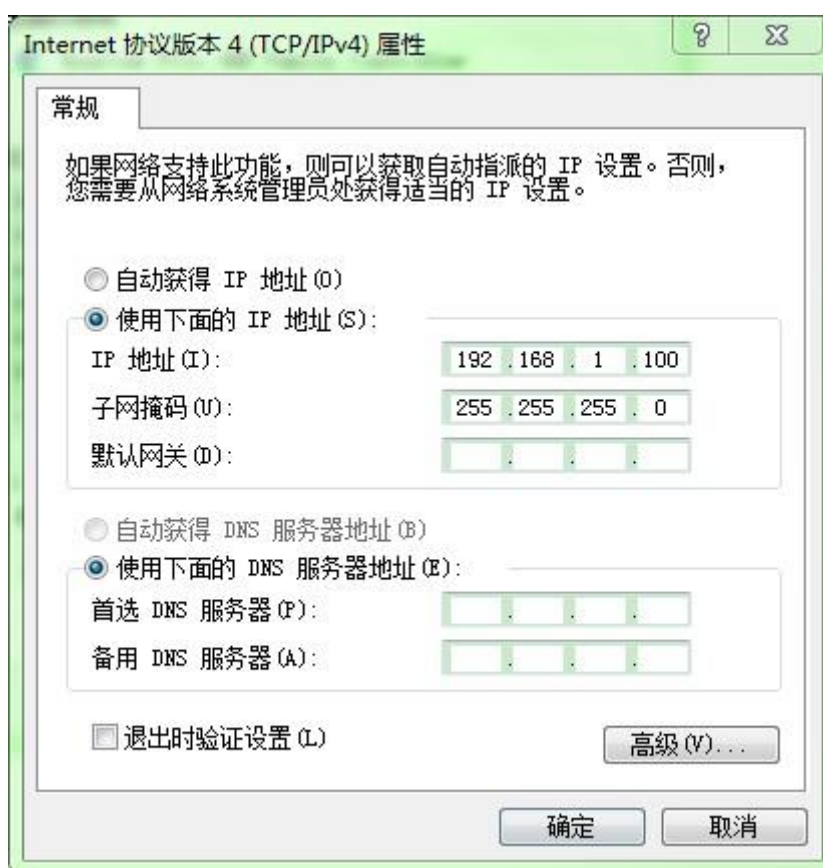 Internet 协议版本 4 (TCP/IPv4) 属性
常规
如果网络支持此功能，则可以获取自动指派的 IP 设置。否则，
您需要从网络系统管理员处获得适当的 IP 设置。
自动获得 IP 地址(O)
使用下面的 IP 地址(S):
IP 地址(I): 192 .168 . 1 .100
子网掩码(U): 255 .255 .255 . 0
默认网关(D): . . .
自动获得 DNS 服务器地址(B)
使用下面的 DNS 服务器地址(E):
首选 DNS 服务器(P): . . .
备用 DNS 服务器(A): . . .
退出时验证设置(L)
高级(V)...
确定 取消